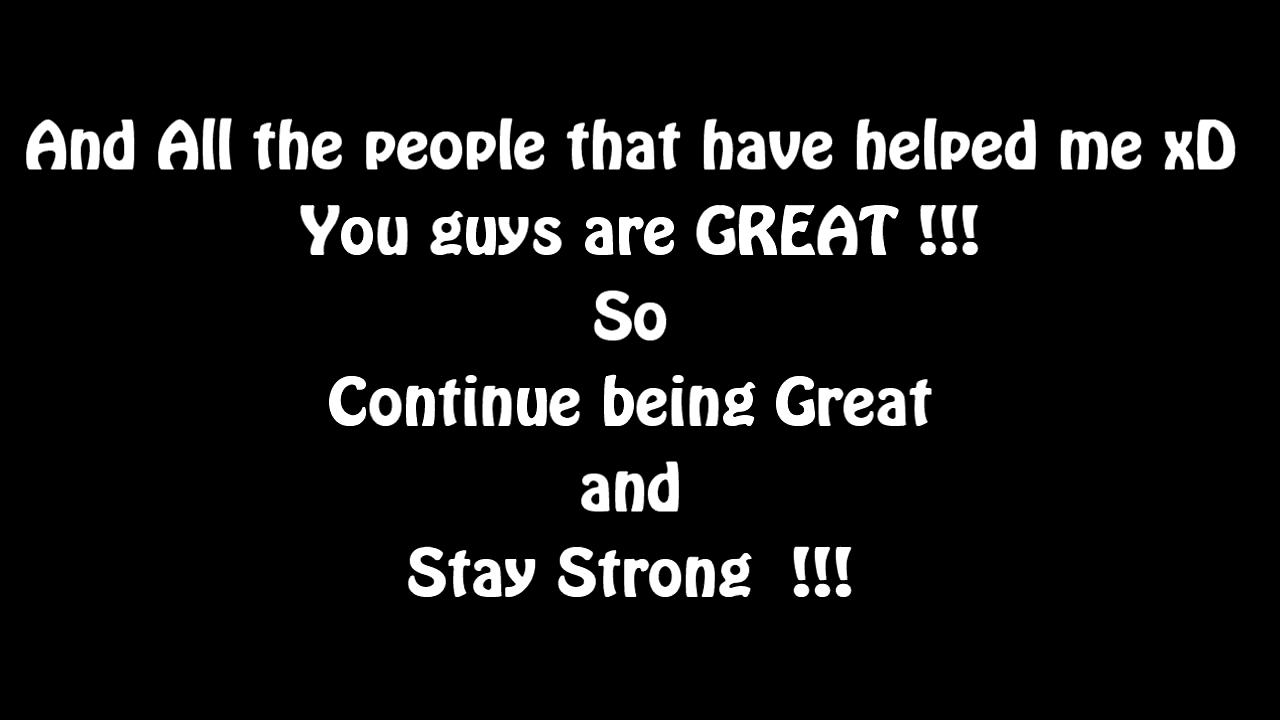 And All the people that have helped me xD
You guys are GREAT !!!
So
Continue being Great
and
Stay Strong  !!!